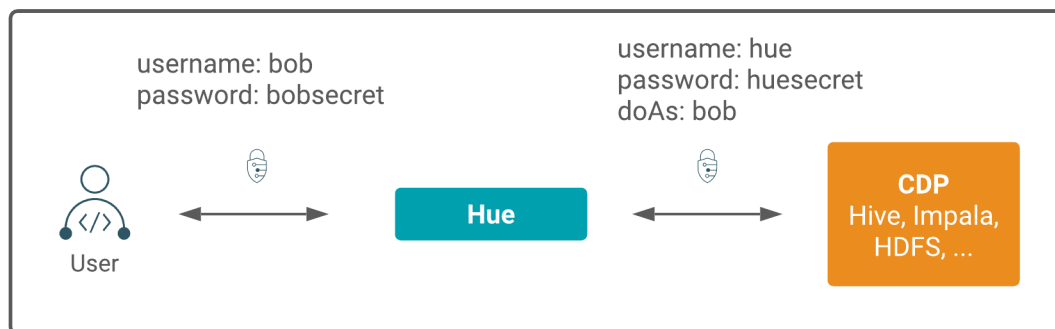 username: bob
password: bobsecret
username: hue
password: huesecret
doAs: bob
</>
User
Hue
CDP
Hive, Impala,
HDFS, ...